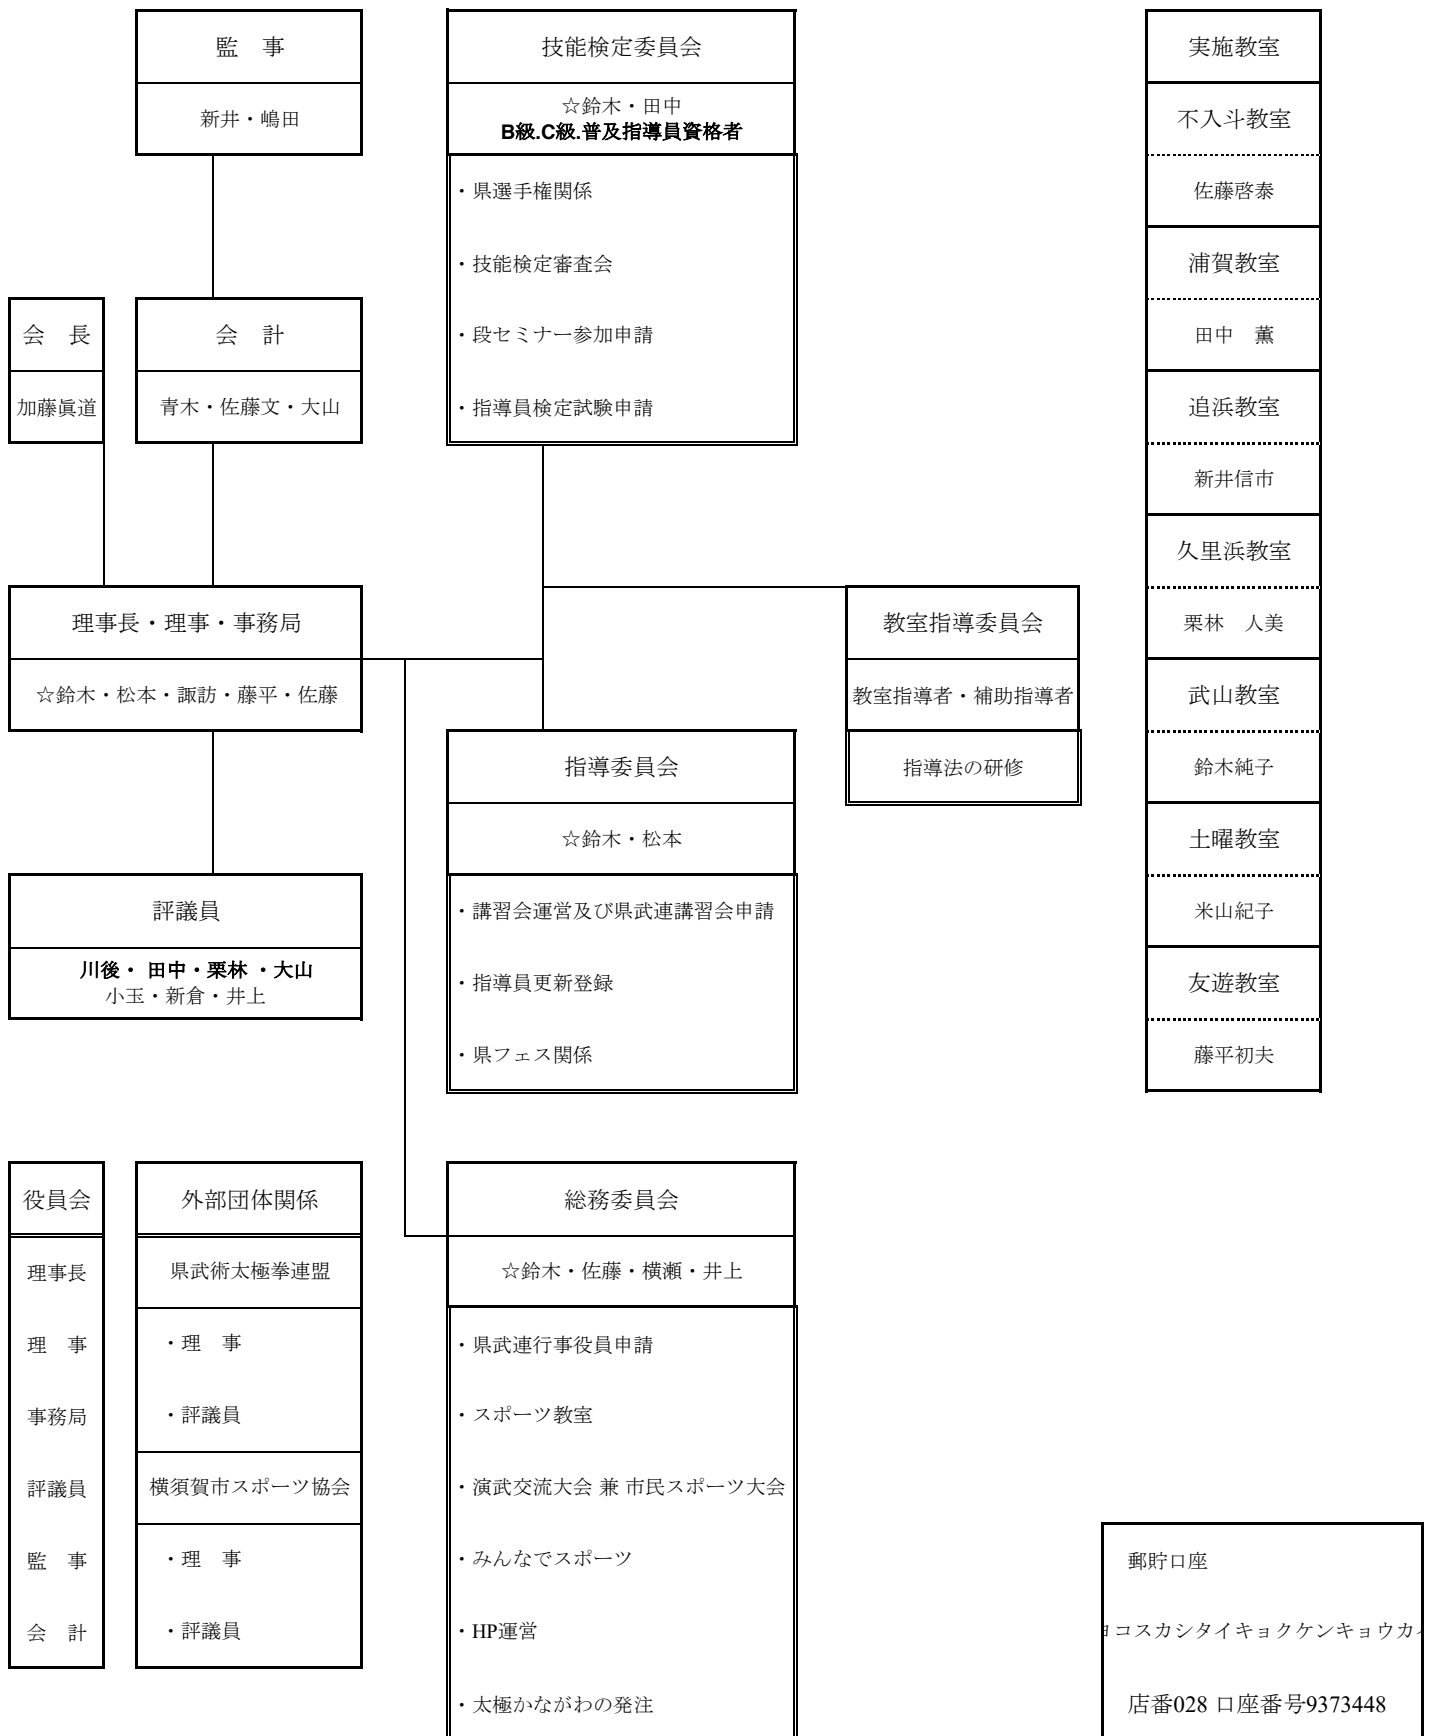 監　事
新井・嶋田
技能検定委員会
☆鈴木・田中
B級.C級.普及指導員資格者
・県選手権関係
・技能検定審査会
・段セミナー参加申請
・指導員検定試験申請
会　長
加藤眞道
会　計
青木・佐藤文・大山
理事長・理事・事務局
☆鈴木・松本・諏訪・藤平・佐藤
教室指導委員会
教室指導者・補助指導者
指導法の研修
指導委員会
☆鈴木・松本
・講習会運営及び県武連講習会申請
・指導員更新登録
・県フェス関係
評議員
川後・ 田中・栗林 ・大山
小玉・新倉・井上
役員会
理事長
理　事
事務局
評議員
監　事
会　計
外部団体関係
県武術太極拳連盟
・理　事
・評議員
横須賀市スポーツ協会
・理　事
・評議員
総務委員会
☆鈴木・佐藤・横瀬・井上
・県武連行事役員申請
・スポーツ教室
・演武交流大会 兼 市民スポーツ大会
・みんなでスポーツ
・HP運営
・太極かながわの発注
実施教室
不入斗教室
佐藤啓泰
浦賀教室
田中　薫
追浜教室
新井信市
久里浜教室
栗林　人美
武山教室
鈴木純子
土曜教室
米山紀子
友遊教室
藤平初夫
郵貯口座
ヨコスカシタイキョクケンキョウカイ
店番028 口座番号9373448